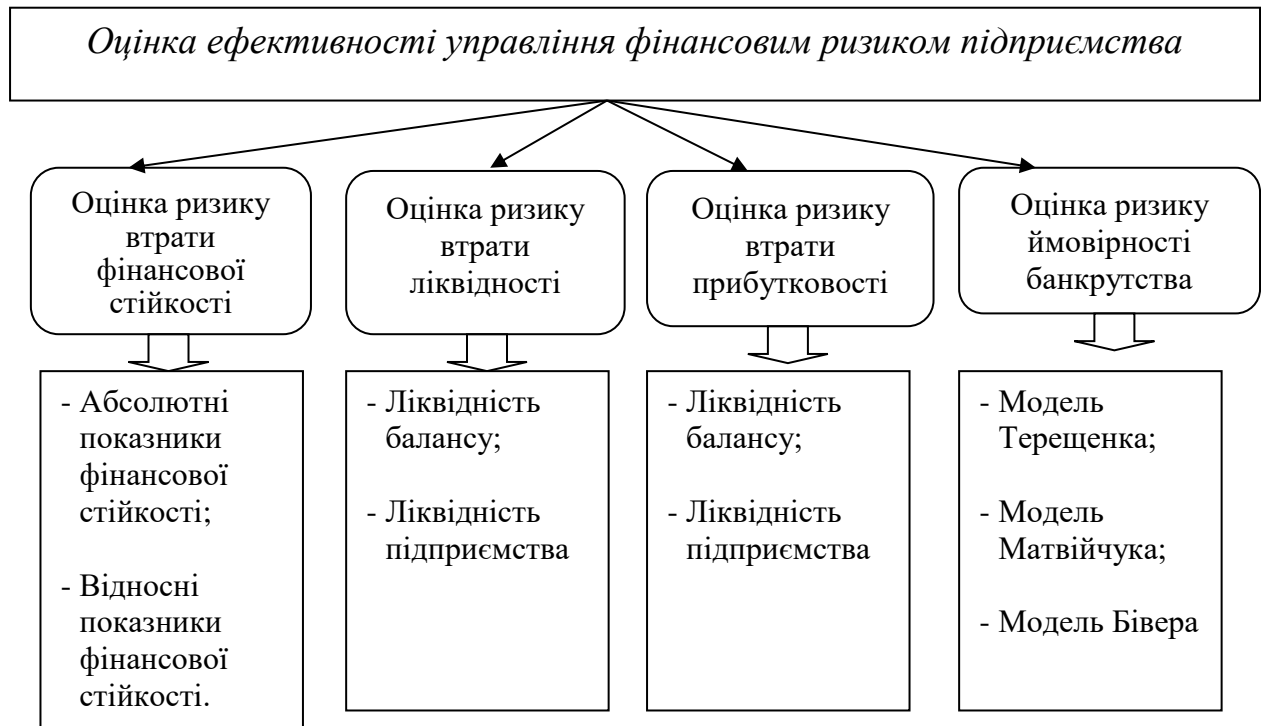 Оцінка ефективності управління фінансовим ризиком підприємства
Оцінка ризику
втрати
фінансової
стійкості
Оцінка ризику
втрати
ліквідності
Оцінка ризику
втрати
прибутковості
Оцінка ризику
ймовірності
банкрутства
- Абсолютні
показники
фінансової
стійкості;
- Відносні
показники
фінансової
стійкості.
- Ліквідність
балансу;
- Ліквідність
підприємства
- Ліквідність
балансу;
- Ліквідність
підприємства
- Модель
Терещенка;
- Модель
Матвійчука;
- Модель Бівера